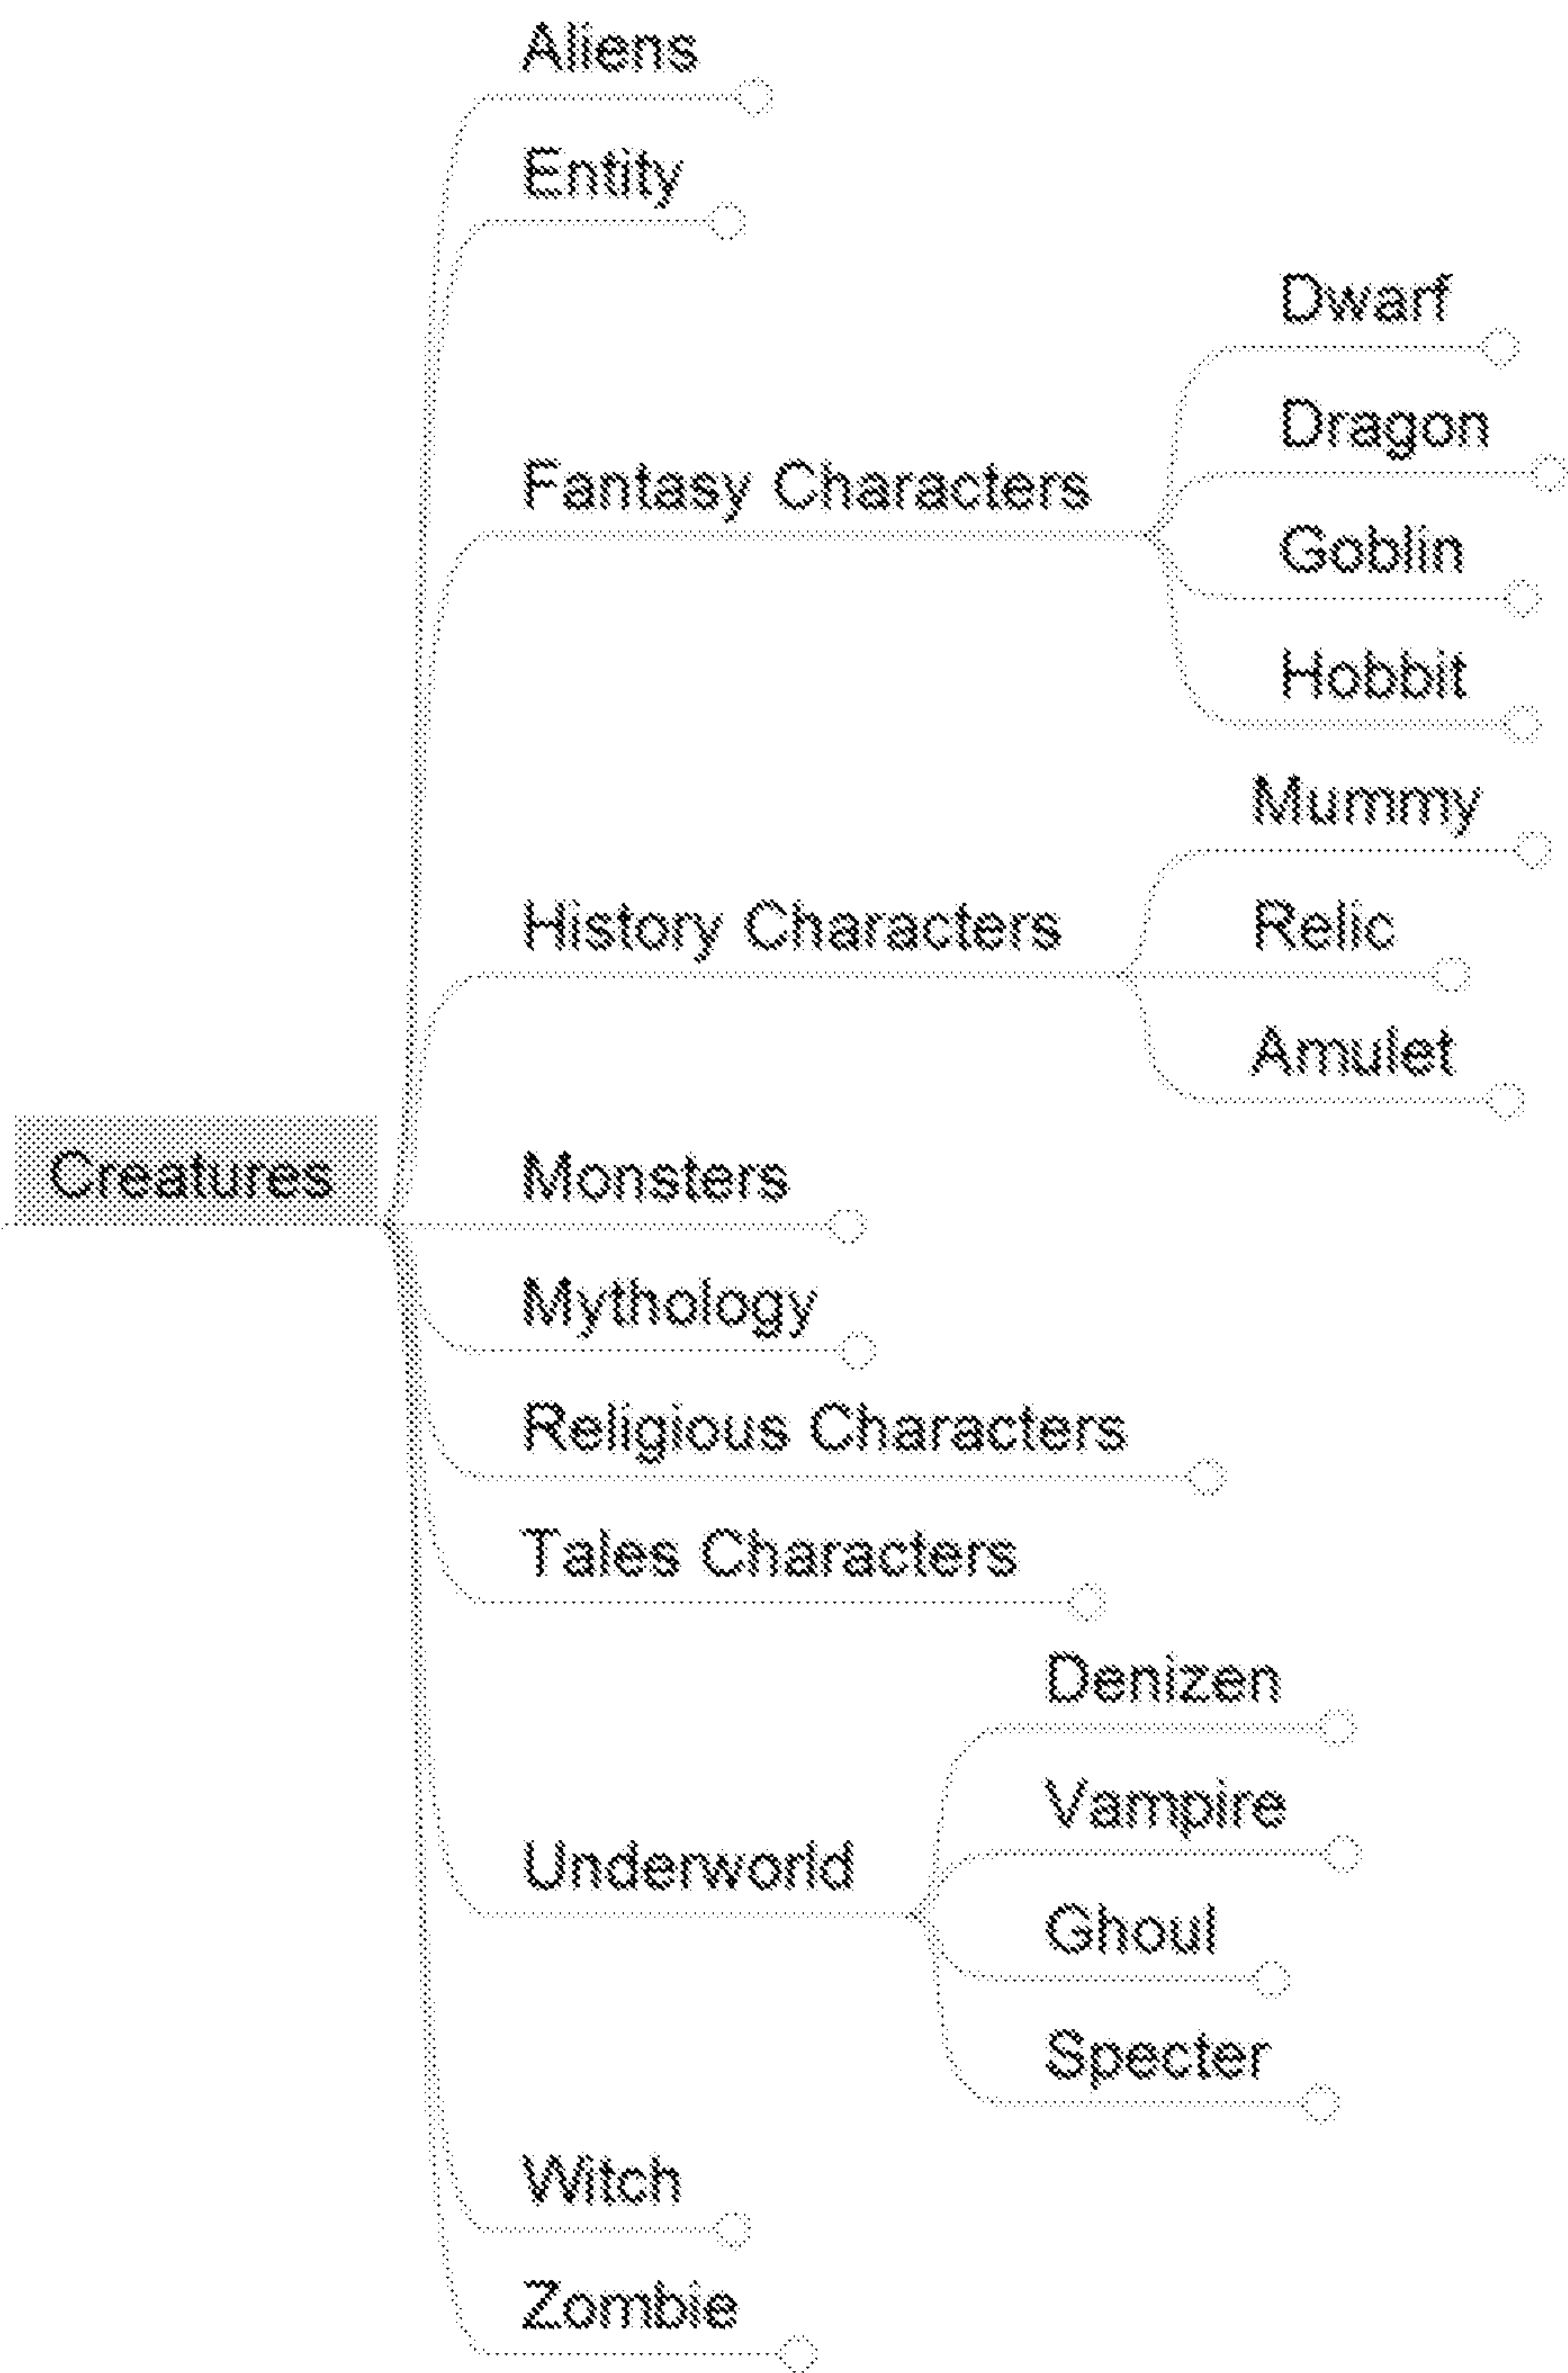 Aliens
Entity
Fantasy Characters
Dwarf
Dragon
Goblin
Hobbit
History Characters
Mummy
Relic
Amulet
Creatures
Monsters
Mythology
Religious Characters
Tales Characters
Underworld
Denizen
Vampire
Ghoul
Specter
Witch
Zombie